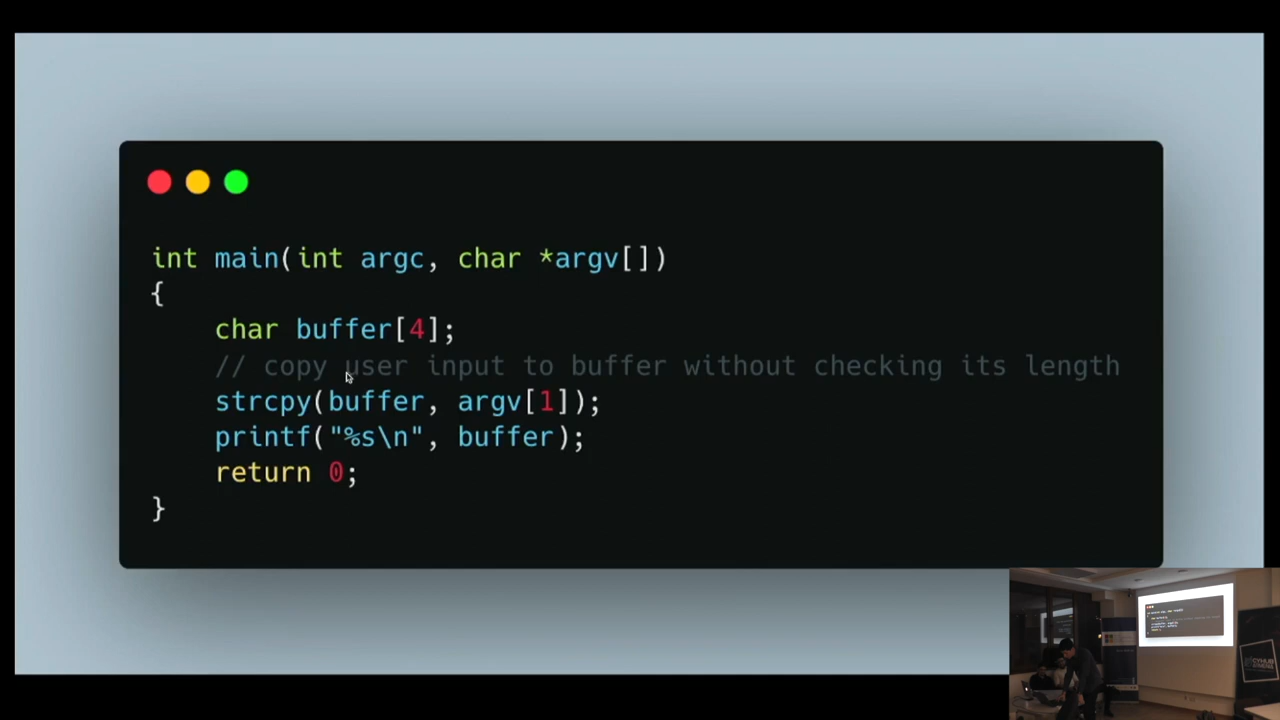 int main(int argc, char *argv[])
{
char buffer[4];
// copy user input to buffer without checking its length
strcpy(buffer, argv[1]);
printf("%s\n", buffer);
return 0;
}
CYHUB